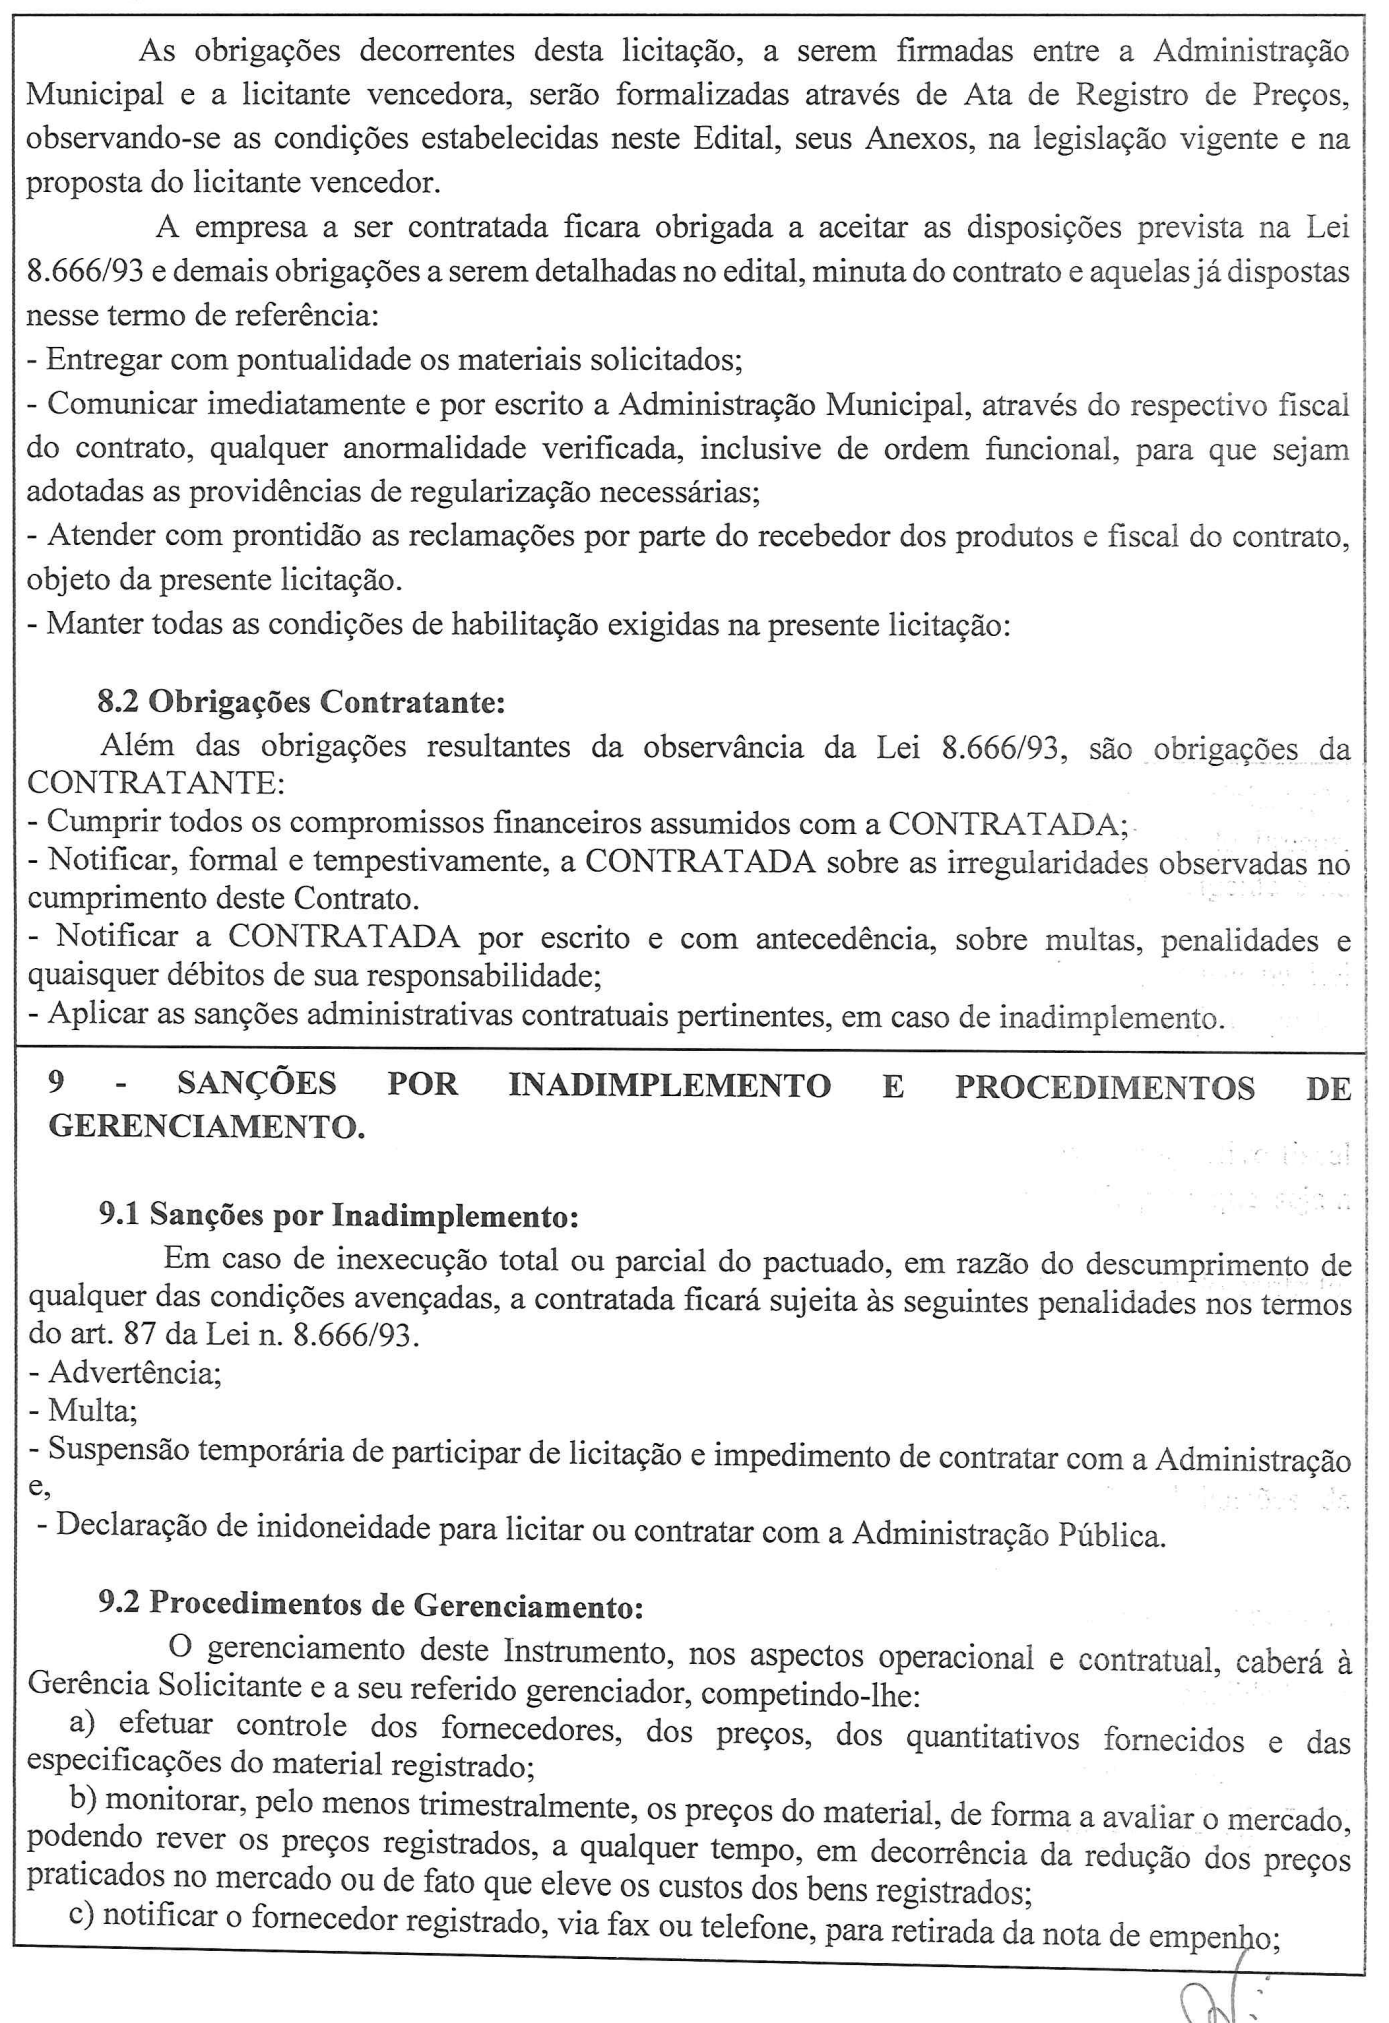 As obrigações decorrentes desta licitação, a serem firmadas entre a Administração
Municipal e a licitante vencedora, serão formalizadas através de Ata de Registro de Preços,
observando-se as condições estabelecidas neste Edital, seus Anexos, na legislação vigente e na
proposta do licitante vencedor.
A empresa a ser contratada ficara obrigada a aceitar as disposições prevista na Lei
8.666/93 e demais obrigações a serem detalhadas no edital, minuta do contrato e aquelas já dispostas
nesse termo de referência:
- Entregar com pontualidade os materiais solicitados;
- Comunicar imediatamente e por escrito a Administração Municipal, através do respectivo fiscal
do contrato, qualquer anormalidade verificada, inclusive de ordem funcional, para que sejam
adotadas as providências de regularização necessárias;
- Atender com prontidão as reclamações por parte do recebedor dos produtos e fiscal do contrato,
objeto da presente licitação.
- Manter todas as condições de habilitação exigidas na presente licitação:
8.2 Obrigações Contratante:
Além das obrigações resultantes da observância da Lei 8.666/93, são obrigações da
CONTRATANTE:
- Cumprir todos os compromissos financeiros assumidos com a CONTRATADA;
- Notificar, formal e tempestivamente, a CONTRATADA sobre as irregularidades observadas no
cumprimento deste Contrato.
- Notificar a CONTRATADA por escrito e com antecedência, sobre multas, penalidades e
quaisquer débitos de sua responsabilidade;
- Aplicar as sanções administrativas contratuais pertinentes, em caso de inadimplemento.
9 - SANÇÕES POR INADIMPLEMENTO E PROCEDIMENTOS DE
GERENCIAMENTO.
9.1 Sanções por Inadimplemento:
Em caso de inexecução total ou parcial do pactuado, em razão do descumprimento de
qualquer das condições avençadas, a contratada ficará sujeita às seguintes penalidades nos termos
do art. 87 da Lei n. 8.666/93.
- Advertência;
- Multa;
- Suspensão temporária de participar de licitação e impedimento de contratar com a Administração
e,
- Declaração de inidoneidade para licitar ou contratar com a Administração Pública.
9.2 Procedimentos de Gerenciamento:
O gerenciamento deste Instrumento, nos aspectos operacional e contratual, caberá à
Gerência Solicitante e a seu referido gerenciador, competindo-lhe:
a) efetuar controle dos fornecedores, dos preços, dos quantitativos fornecidos e das
especificações do material registrado;
b) monitorar, pelo menos trimestralmente, os preços do material, de forma a avaliar o mercado,
podendo rever os preços registrados, a qualquer tempo, em decorrência da redução dos preços
praticados no mercado ou de fato que eleve os custos dos bens registrados;
c) notificar o fornecedor registrado, via fax ou telefone, para retirada da nota de empenho;